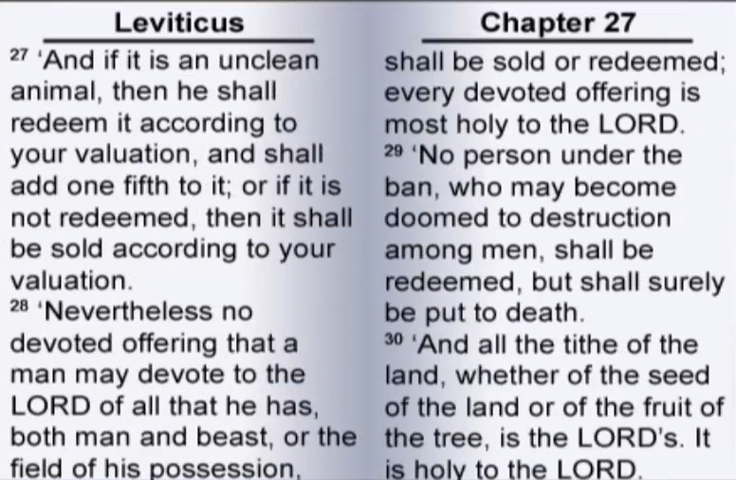 Leviticus
27 ‘And if it is an unclean
animal, then he shall
redeem it according to
your valuation, and shall
add one fifth to it; or if it is
not redeemed, then it shall
be sold according to your
valuation.
28 ‘Nevertheless no
devoted offering that a
man may devote to the
LORD of all that he has,
both man and beast, or the
field of his possession,
Chapter 27
shall be sold or redeemed;
every devoted offering is
most holy to the LORD.
29 ‘No person under the
ban, who may become
doomed to destruction
among men, shall be
redeemed, but shall surely
be put to death.
30 ‘And all the tithe of the
land, whether of the seed
of the land or of the fruit of
the tree, is the LORD’s. It
is holy to the LORD.